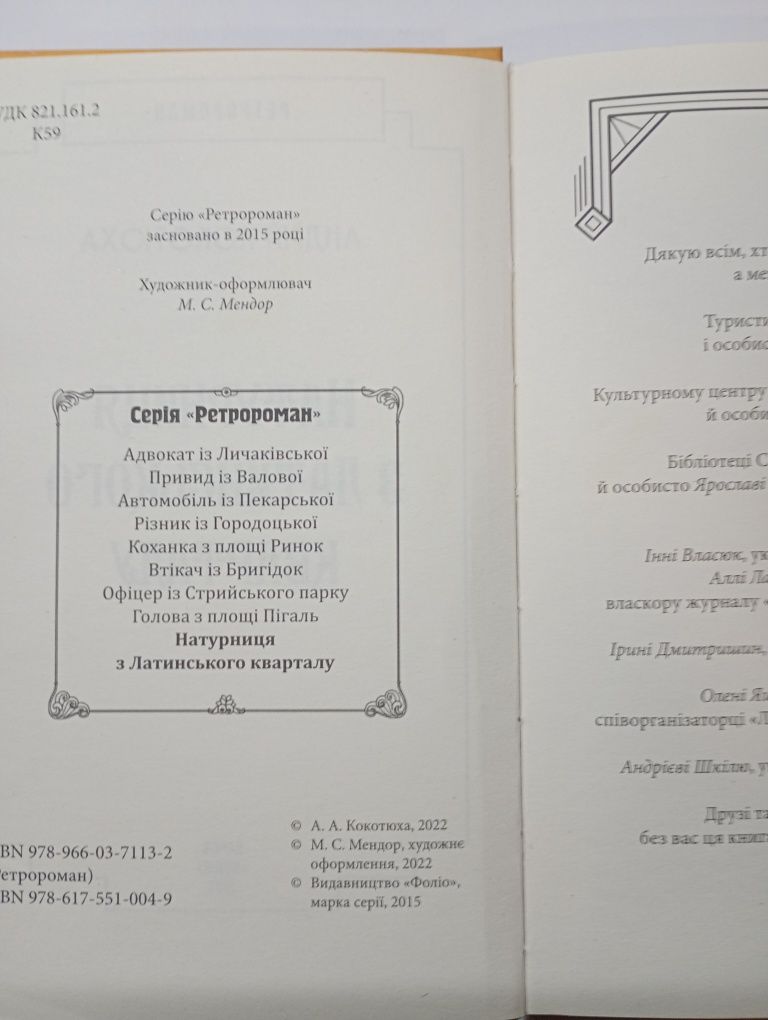 УДК 821.161.2
К59
Серію «Ретророман»
засновано в 2015 році
Художник-оформлювач
М. С. Мендор
Серія «Ретророман»
Адвокат із Личаківської
Привид із Валової
Автомобіль із Пекарської
Різник із Городоцької
Коханка з площі Ринок
Втікач із Бригідок
Офіцер із Стрийського парку
Голова з площі Пігаль
Натурниця
з Латинського кварталу
BN 978-966-03-7113-2
етророман)
BN 978-617-551-004-9
© А. А. Кокотюха, 2022
© М. С. Мендор, художнє
оформлення, 2022
© Видавництво «Фоліо»,
марка серії, 2015
Дякую всім, хт
а ме
Туристи
і особис
Культурному центру
й особи
Бібліотеці С
й особисто Ярославі
Інні Власюк, ук
Аллі Ла
власкору журналу «
Ірині Дмитришин,
Олені Яш
співорганізаторці «Л
Андрієві Шкілю, у
Друзі та
без вас ця книга